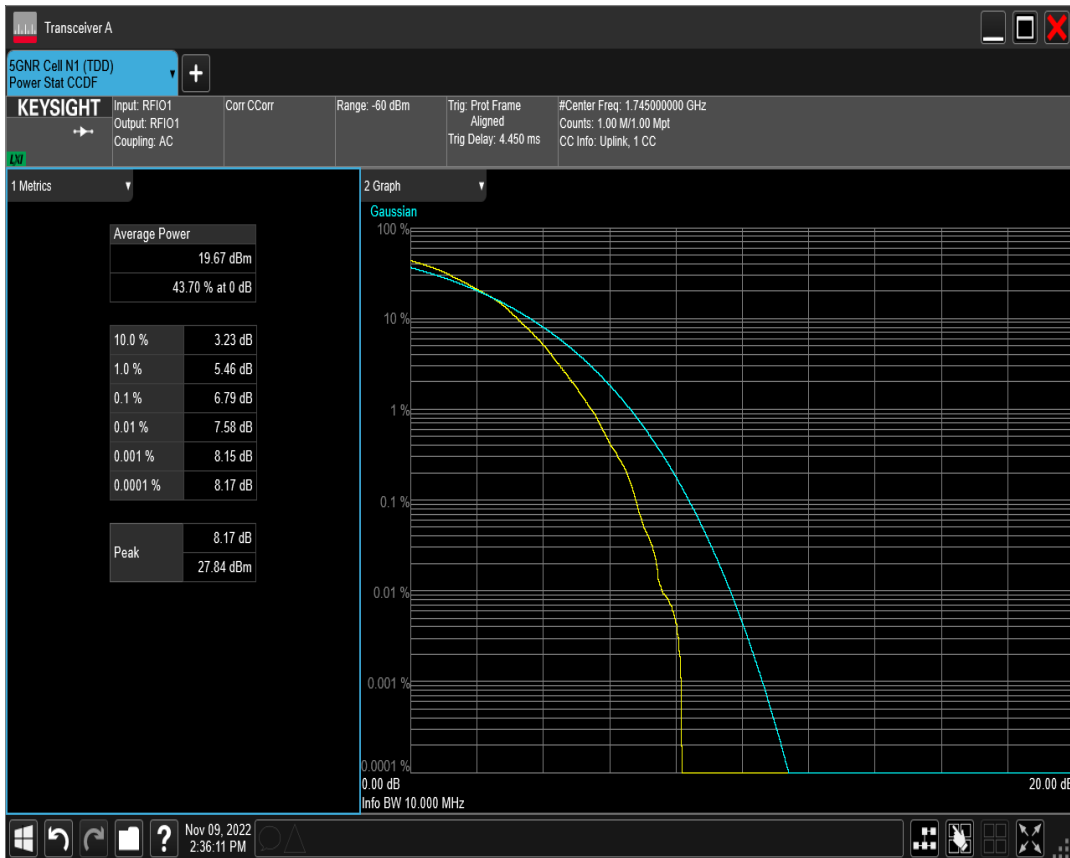 Transceiver A
5GNR Cell N1 (TDD)
Power Stat CCDF
KEYSIGHT
LXI
Input: RFIO1
Output: RFIO1
Coupling: AC
Corr CCorr
Range: -60 dBm
Trig: Prot Frame
Aligned
Trig Delay: 4.450 ms
#Center Freq: 1.745000000 GHz
Counts: 1.00 M/1.00 Mpt
CC Info: Uplink, 1 CC
1 Metrics
Average Power
19.67 dBm
43.70 % at 0 dB
10.0 % 3.23 dB
1.0 % 5.46 dB
0.1 % 6.79 dB
0.01 % 7.58 dB
0.001 % 8.15 dB
0.0001 % 8.17 dB
Peak
8.17 dB
27.84 dBm
2 Graph
Gaussian
100 %
10 %
1 %
0.1 %
0.01 %
0.001 %
0.0001 %
0.00 dB 20.00 dB
Info BW 10.000 MHz
Nov 09, 2022
2:36:11 PM